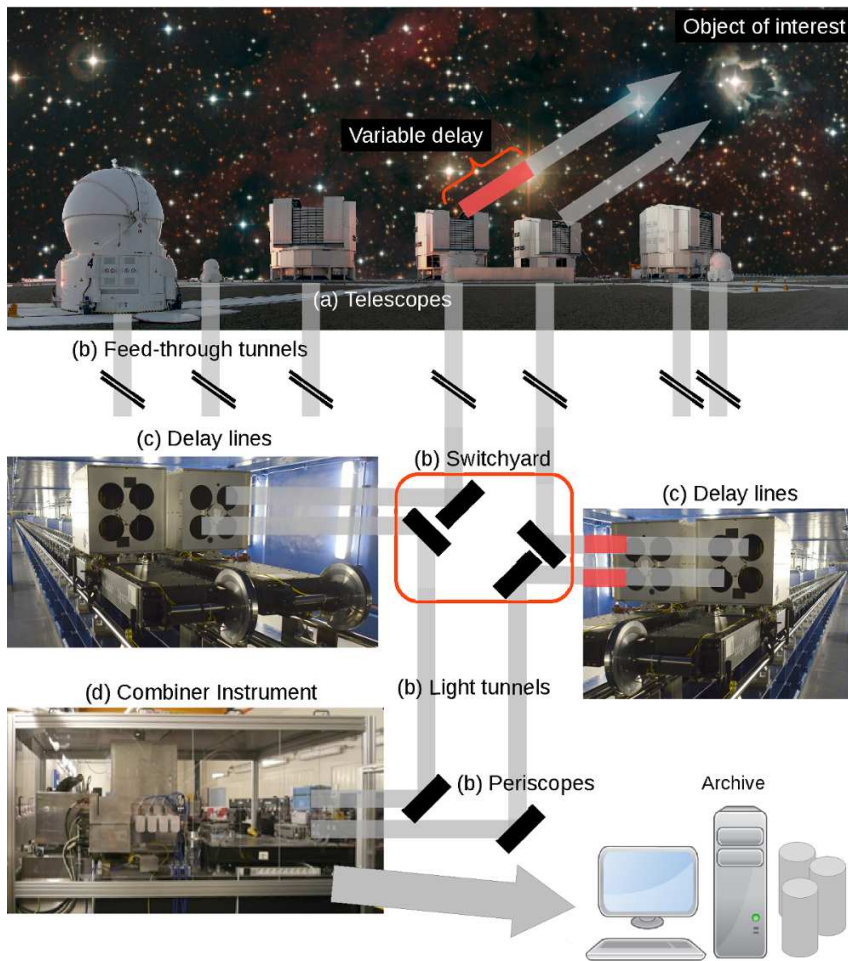 Object of interest
Variable delay
4
(a) Telescopes
(b) Feed-through tunnels
(c) Delay lines
(b) Switchyard
(c) Delay lines
(d) Combiner Instrument
(b) Light tunnels
(b) Periscopes
Archive